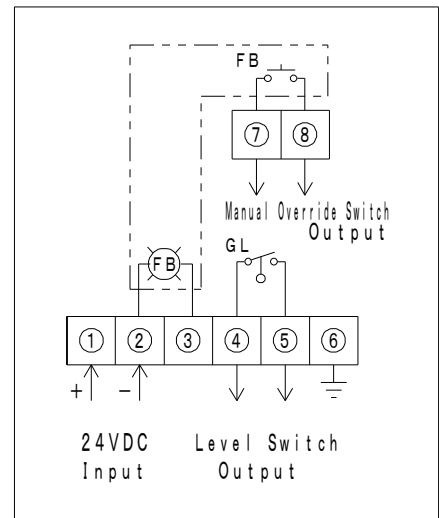 FB
⑦ ⑧
Manual Override Switch
Output
FB
GL
① ② ③ ④ ⑤ ⑥
+ −
24VDC Level Switch
Input Output